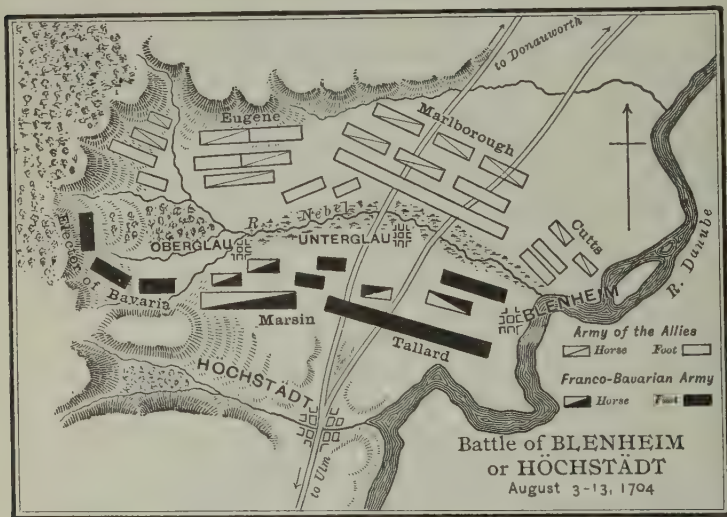 to Donauworth
Eugene
Marlborough
R. Nebel
OBERGLAU
UNTERGLAU
Cutts
Elector of Bavaria
R. Danube
BLENHEIM
Marsin
Tallard
HÖCHSTÄDT
to Ulm
Army of the Allies
Horse Foot
Franco-Bavarian Army
Horse Foot
Battle of BLENHEIM
or HÖCHSTÄDT
August 3-13, 1704